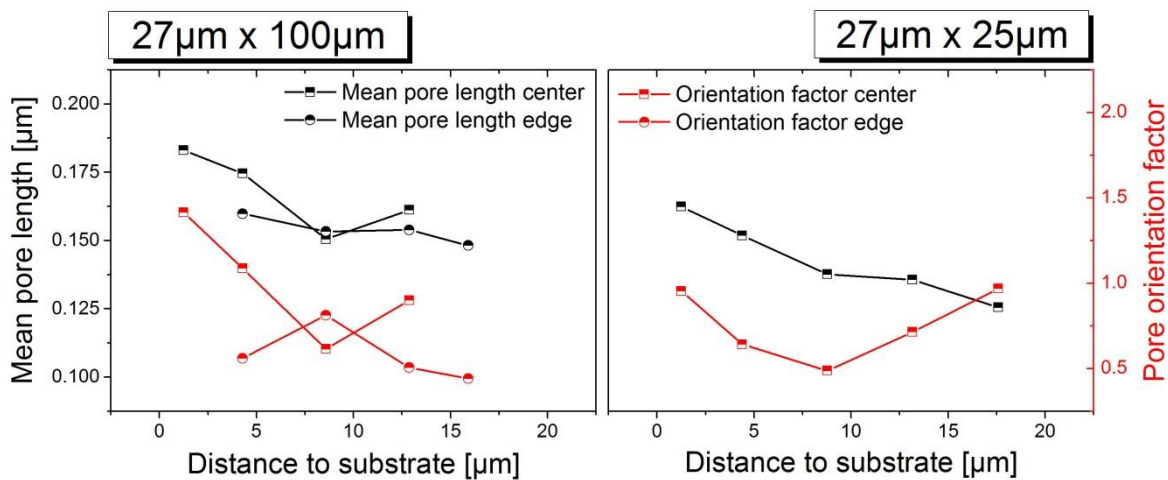 27µm x 100µm
27µm x 25µm
Mean pore length [µm]
0.200
0.175
0.150
0.125
0.100
Mean pore length center
Mean pore length edge
0
5
10
15
20
Distance to substrate [µm]
Orientation factor center
Orientation factor edge
0
5
10
15
20
Distance to substrate [µm]
2.0
1.5
1.0
0.5
Pore orientation factor